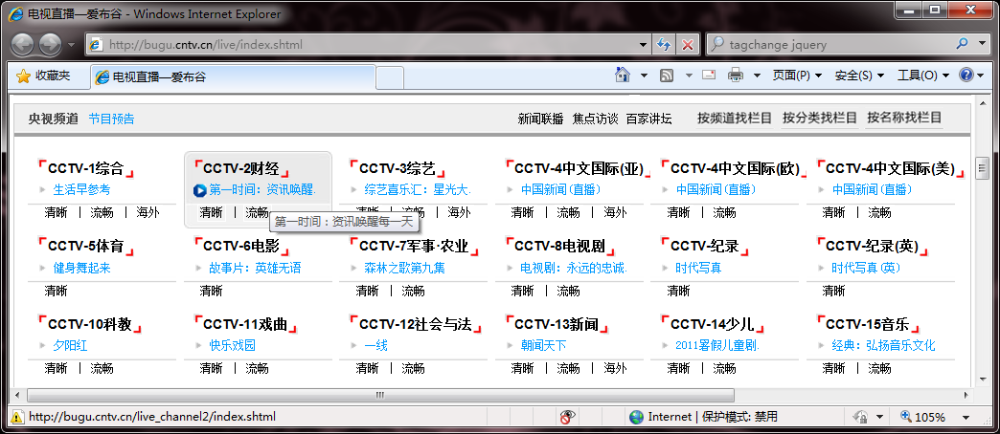 电视直播—爱布谷 - Windows Internet Explorer
http://bugu.cntv.cn/live/index.shtml tagchange jquery
收藏夹 电视直播—爱布谷 页面(P) 安全(S) 工具(O)
央视频道 节目预告 新闻联播 焦点访谈 百家讲坛 按频道找栏目 按分类找栏目 按名称找栏目
CCTV-1综合 CCTV-2财经 CCTV-3综艺 CCTV-4中文国际(亚) CCTV-4中文国际(欧) CCTV-4中文国际(美)
生活早参考 第一时间：资讯唤醒. 综艺喜乐汇：星光大. 中国新闻(直播) 中国新闻(直播) 中国新闻(直播)
清晰 | 流畅 | 海外 清晰 | 流畅 清晰 | 流畅 清晰 | 流畅 | 海外 清晰 | 流畅 清晰 | 流畅
第一时间：资讯唤醒每一天
CCTV-5体育 CCTV-6电影 CCTV-7军事·农业 CCTV-8电视剧 CCTV-纪录 CCTV-纪录(英)
健身舞起来 故事片：英雄无语 森林之歌第九集 电视剧：永远的忠诚. 时代写真 时代写真(英)
清晰 清晰 清晰 | 流畅 清晰 | 流畅 清晰 | 流畅 清晰 | 流畅
CCTV-10科教 CCTV-11戏曲 CCTV-12社会与法 CCTV-13新闻 CCTV-14少儿 CCTV-15音乐
夕阳红 快乐戏园 一线 朝闻天下 2011暑假儿童剧. 经典：弘扬音乐文化
清晰 | 流畅 清晰 | 流畅 清晰 | 流畅 清晰 | 流畅 | 海外 清晰 | 流畅 清晰 | 流畅
http://bugu.cntv.cn/live_channel2/index.shtml Internet | 保护模式: 禁用 105%